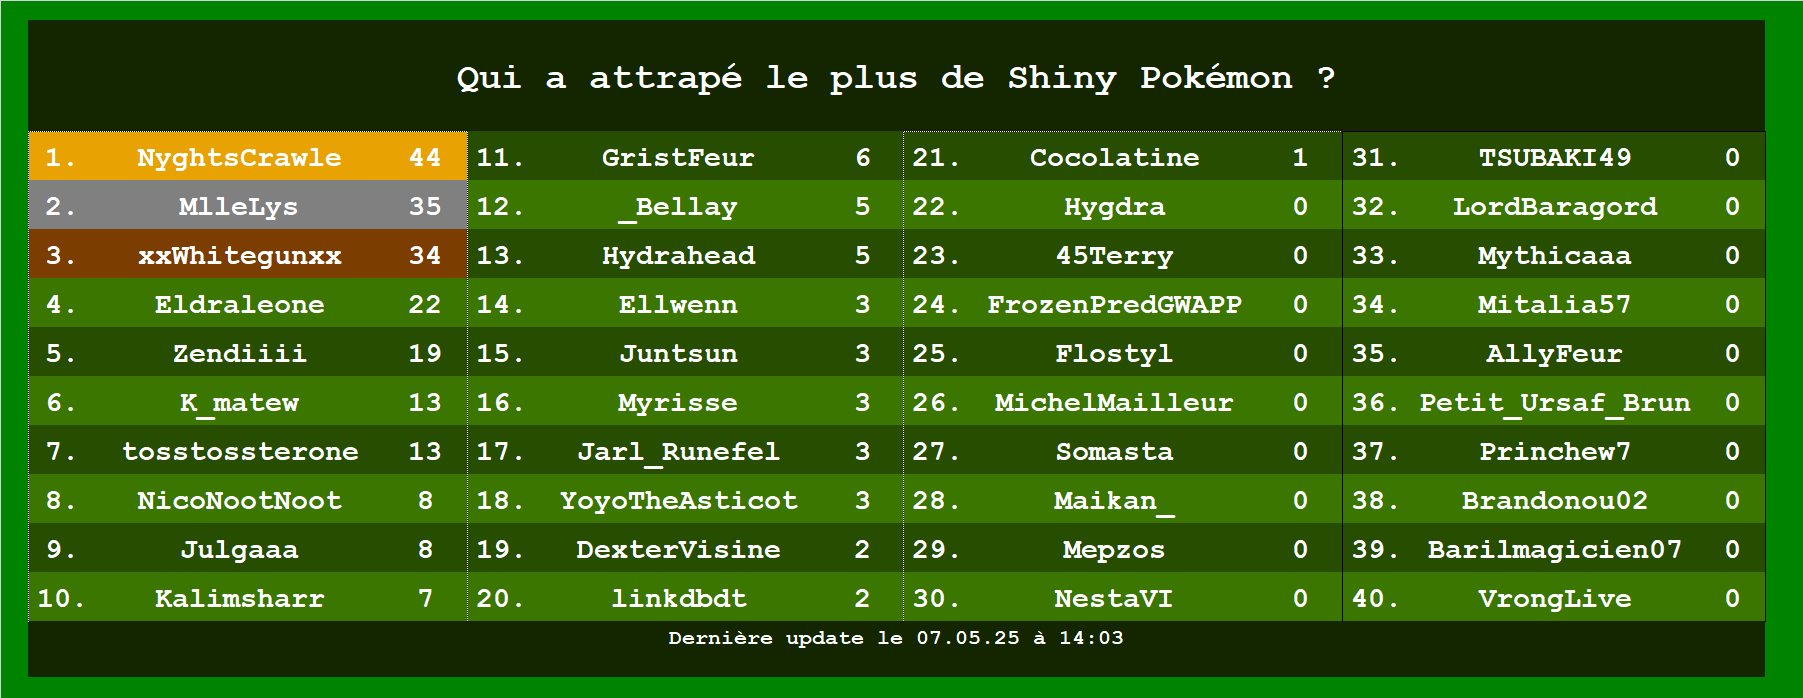 Qui a attrapé le plus de Shiny Pokémon ?
1. NyghtsCrawle 44
2. MlleLys 35
3. xxWhitegunxx 34
4. Eldraleone 22
5. Zendiiii 19
6. K_matew 13
7. tosstossterone 13
8. NicoNootNoot 8
9. Julgaaa 8
10. Kalimsharr 7
11. GristFeur 6
12. _Bellay 5
13. Hydrahead 5
14. Ellwenn 3
15. Juntsun 3
16. Myrisse 3
17. Jarl_Runefel 3
18. YoyoTheAsticot 3
19. DexterVisine 2
20. linkdbdt 2
21. Cocolatine 1
22. Hygdra 0
23. 45Terry 0
24. FrozenPredGWAPP 0
25. Flostyl 0
26. MichelMailleur 0
27. Somasta 0
28. Maikan_ 0
29. Mepzos 0
30. NestaVI 0
31. TSUBAKI49 0
32. LordBaragord 0
33. Mythicaaa 0
34. Mitalia57 0
35. AllyFeur 0
36. Petit_Ursaf_Brun 0
37. Princhew7 0
38. Brandonou02 0
39. Barilmagicien07 0
40. VrongLive 0
Dernière update le 07.05.25 à 14:03